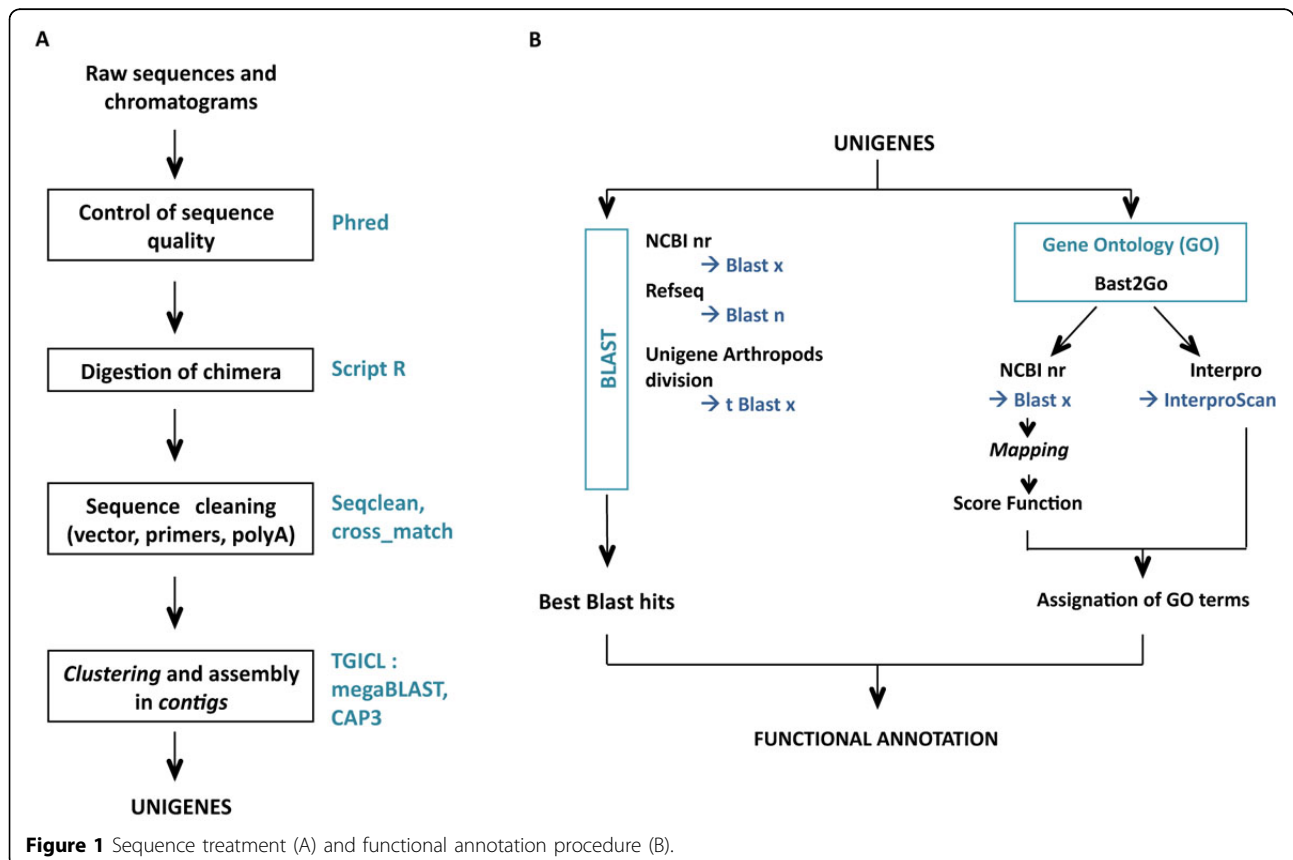 A
Raw sequences and
chromatograms
Control of sequence
quality
Phred
Digestion of chimera
Script R
Sequence cleaning
(vector, primers, polyA)
Seqclean,
cross_match
Clustering and assembly
in contigs
TGICL :
megaBLAST,
CAP3
UNIGENES
B
UNIGENES
BLAST
NCBI nr
→ Blast x
Refseq
→ Blast n
Unigene Arthropods
division
→ t Blast x
Best Blast hits
Gene Ontology (GO)
Bast2Go
NCBI nr
→ Blast x
Mapping
Score Function
Interpro
→ InterproScan
Assignation of GO terms
FUNCTIONAL ANNOTATION
Figure 1 Sequence treatment (A) and functional annotation procedure (B).